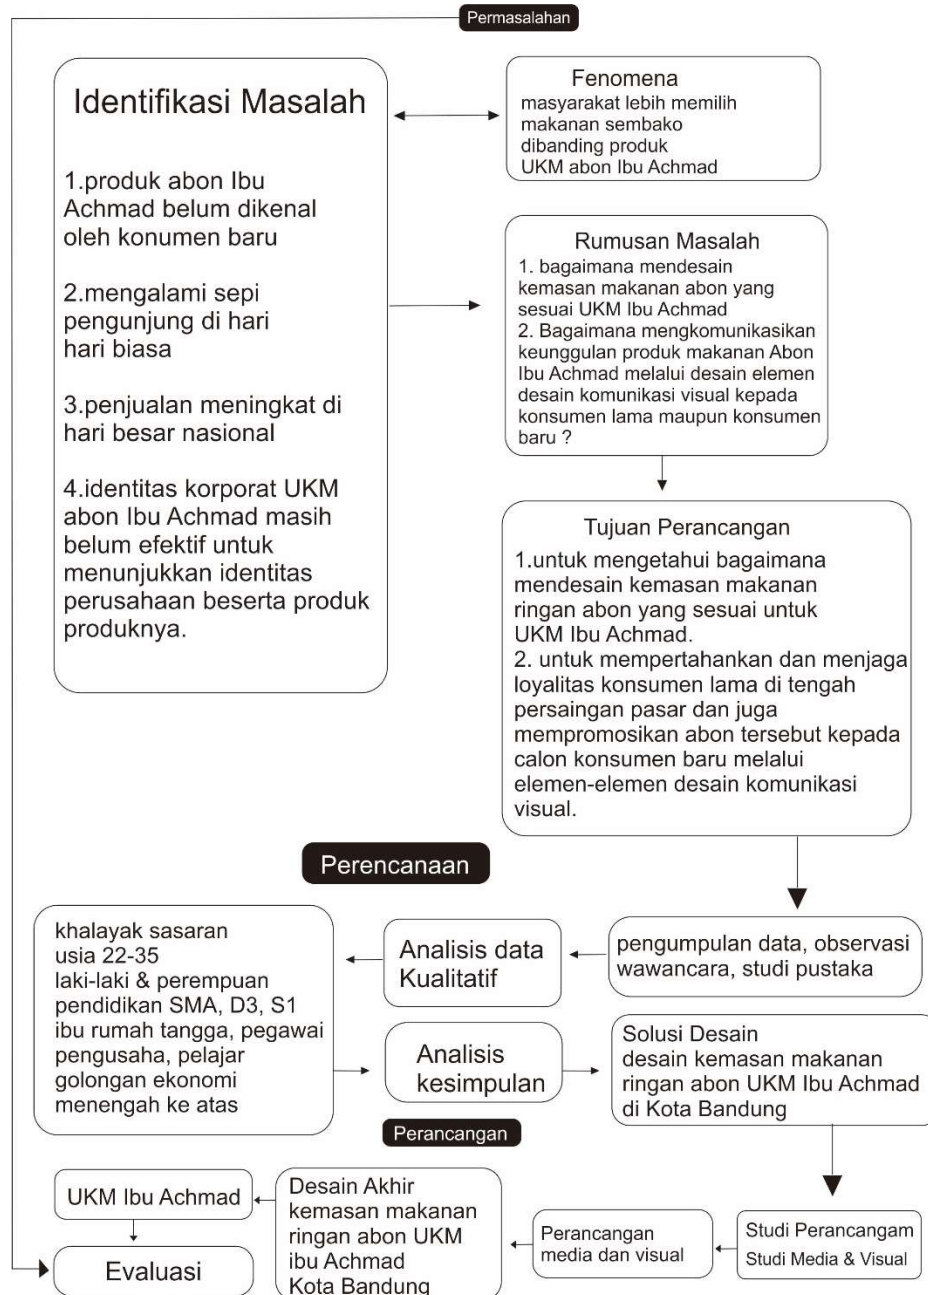 Permasalahan
Identifikasi Masalah
1.produk abon Ibu
Achmad belum dikenal
oleh konumen baru
2.mengalami sepi
pengunjung di hari
hari biasa
3.penjualan meningkat di
hari besar nasional
4.identitas korporat UKM
abon Ibu Achmad masih
belum efektif untuk
menunjukkan identitas
perusahaan beserta produk
produknya.
Fenomena
masyarakat lebih memilih
makanan sembako
dibanding produk
UKM abon Ibu Achmad
Rumusan Masalah
1. bagaimana mendesain
kemasan makanan abon yang
sesuai UKM Ibu Achmad
2. Bagaimana mengkomunikasikan
keunggulan produk makanan Abon
Ibu Achmad melalui desain elemen
desain komunikasi visual kepada
konsumen lama maupun konsumen
baru ?
Tujuan Perancangan
1.untuk mengetahui bagaimana
mendesain kemasan makanan
ringan abon yang sesuai untuk
UKM Ibu Achmad.
2. untuk mempertahankan dan menjaga
loyalitas konsumen lama di tengah
persaingan pasar dan juga
mempromosikan abon tersebut kepada
calon konsumen baru melalui
elemen-elemen desain komunikasi
visual.
Perencanaan
pengumpulan data, observasi
wawancara, studi pustaka
Analisis data
Kualitatif
khalayak sasaran
usia 22-35
laki-laki & perempuan
pendidikan SMA, D3, S1
ibu rumah tangga, pegawai
pengusaha, pelajar
golongan ekonomi
menengah ke atas
Analisis
kesimpulan
Solusi Desain
desain kemasan makanan
ringan abon UKM Ibu Achmad
di Kota Bandung
Perancangan
Studi Perancangam
Studi Media & Visual
Perancangan
media dan visual
Desain Akhir
kemasan makanan
ringan abon UKM
ibu Achmad
Kota Bandung
UKM Ibu Achmad
Evaluasi